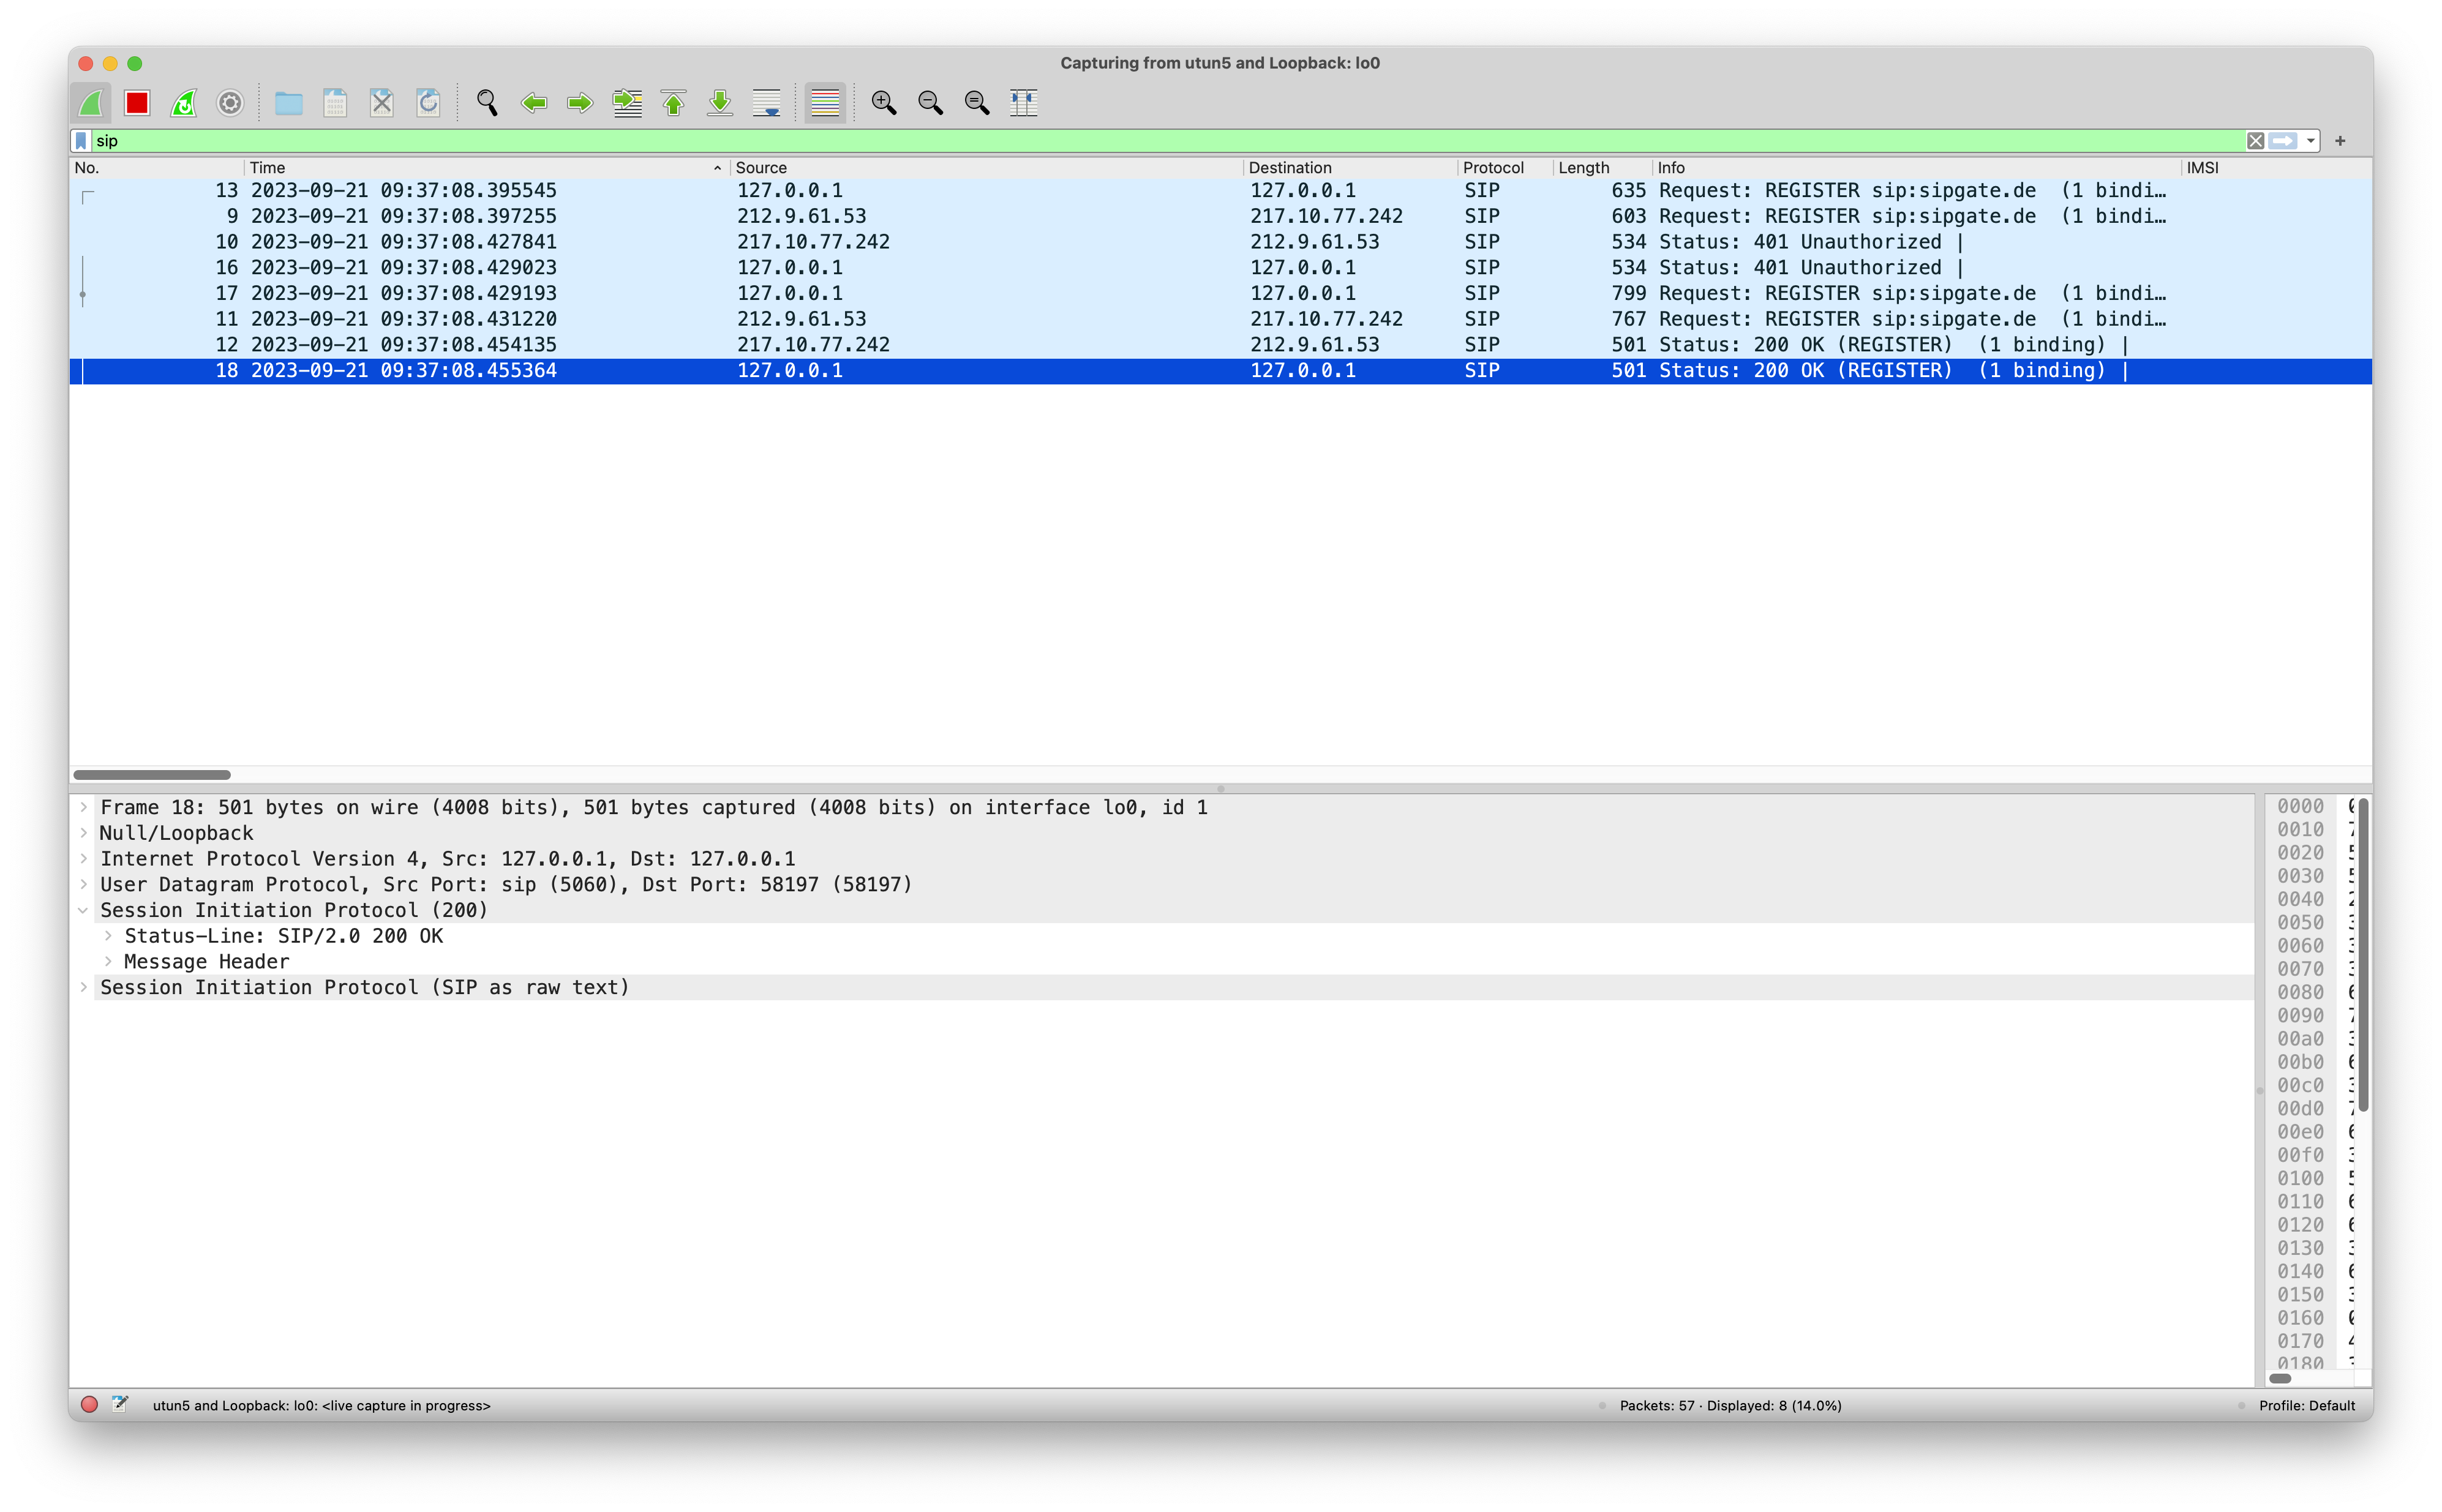 Capturing from utun5 and Loopback: lo0
sip
No. Time Source Destination Protocol Length Info IMSI
13 2023-09-21 09:37:08.395545 127.0.0.1 127.0.0.1 SIP 635 Request: REGISTER sip:sipgate.de (1 bindi…
9 2023-09-21 09:37:08.397255 212.9.61.53 217.10.77.242 SIP 603 Request: REGISTER sip:sipgate.de (1 bindi…
10 2023-09-21 09:37:08.427841 217.10.77.242 212.9.61.53 SIP 534 Status: 401 Unauthorized |
16 2023-09-21 09:37:08.429023 127.0.0.1 127.0.0.1 SIP 534 Status: 401 Unauthorized |
17 2023-09-21 09:37:08.429193 127.0.0.1 127.0.0.1 SIP 799 Request: REGISTER sip:sipgate.de (1 bindi…
11 2023-09-21 09:37:08.431220 212.9.61.53 217.10.77.242 SIP 767 Request: REGISTER sip:sipgate.de (1 bindi…
12 2023-09-21 09:37:08.454135 217.10.77.242 212.9.61.53 SIP 501 Status: 200 OK (REGISTER) (1 binding) |
18 2023-09-21 09:37:08.455364 127.0.0.1 127.0.0.1 SIP 501 Status: 200 OK (REGISTER) (1 binding) |
Frame 18: 501 bytes on wire (4008 bits), 501 bytes captured (4008 bits) on interface lo0, id 1
Null/Loopback
Internet Protocol Version 4, Src: 127.0.0.1, Dst: 127.0.0.1
User Datagram Protocol, Src Port: sip (5060), Dst Port: 58197 (58197)
Session Initiation Protocol (200)
Status-Line: SIP/2.0 200 OK
Message Header
Session Initiation Protocol (SIP as raw text)
0000
0010
0020
0030
0040
0050
0060
0070
0080
0090
00a0
00b0
00c0
00d0
00e0
00f0
0100
0110
0120
0130
0140
0150
0160
0170
0180
utun5 and Loopback: lo0: <live capture in progress>
Packets: 57 · Displayed: 8 (14.0%)
Profile: Default